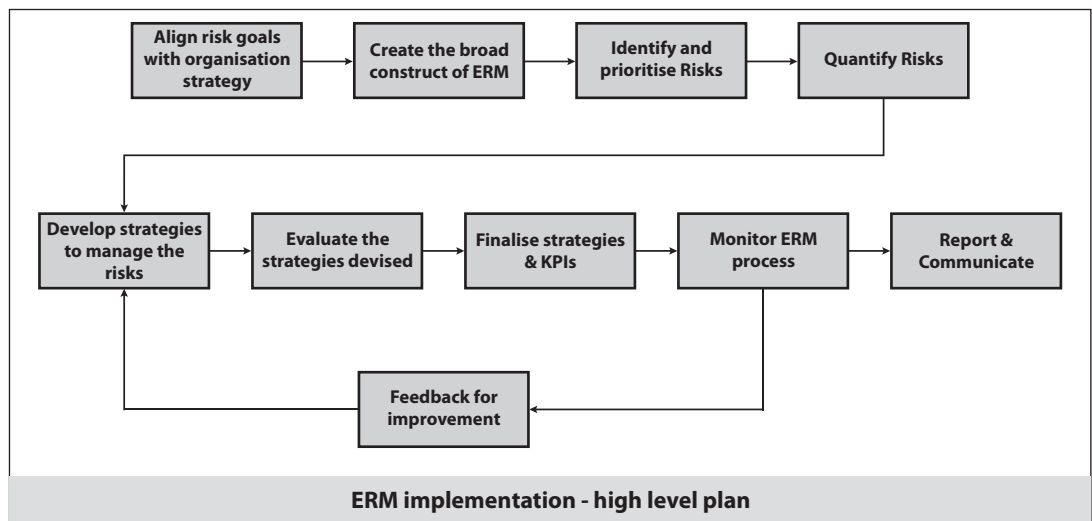 Align risk goals
with organisation
strategy
Create the broad
construct of ERM
Identify and
prioritise Risks
Quantify Risks
Develop strategies
to manage the
risks
Evaluate the
strategies devised
Finalise strategies
& KPIs
Monitor ERM
process
Report &
Communicate
Feedback for
improvement
ERM implementation - high level plan